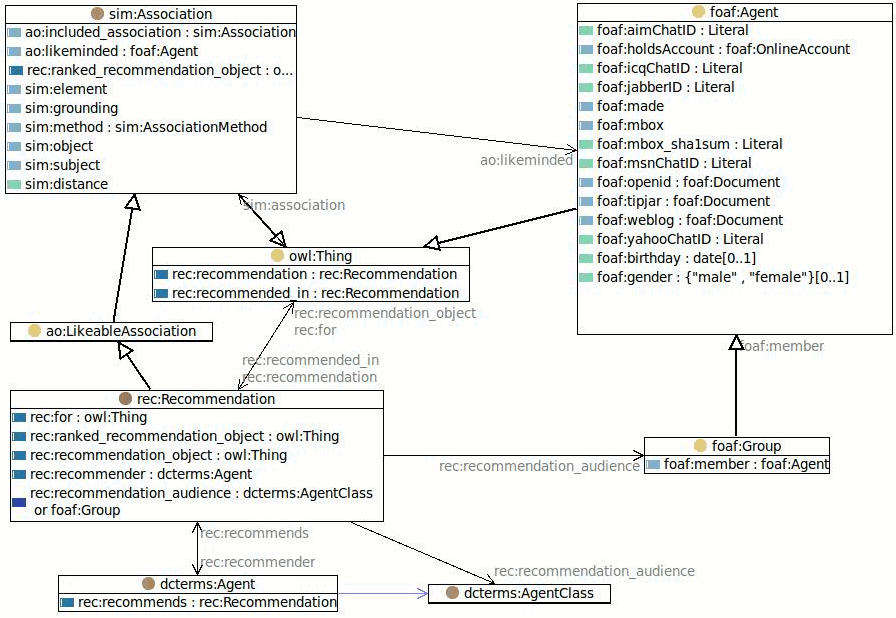 sim:Association
ao:included_association : sim:Association
ao:likeminded : foaf:Agent
rec:ranked_recommendation_object : o...
sim:element
sim:grounding
sim:method : sim:AssociationMethod
sim:object
sim:subject
sim:distance
foaf:Agent
foaf:aimChatID : Literal
foaf:holdsAccount : foaf:OnlineAccount
foaf:icqChatID : Literal
foaf:jabberID : Literal
foaf:made
foaf:mbox
foaf:mbox_sha1sum : Literal
foaf:msnChatID : Literal
foaf:openid : foaf:Document
foaf:tipjar : foaf:Document
foaf:weblog : foaf:Document
foaf:yahooChatID : Literal
foaf:birthday : date[0..1]
foaf:gender : {"male" , "female"}[0..1]
ao:likeminded
sim:association
owl:Thing
rec:recommendation : rec:Recommendation
rec:recommended_in : rec:Recommendation
rec:recommendation_object
rec:for
ao:LikeableAssociation
foaf:member
rec:recommended_in
rec:recommendation
rec:Recommendation
rec:for : owl:Thing
rec:ranked_recommendation_object : owl:Thing
rec:recommendation_object : owl:Thing
rec:recommender : dcterms:Agent
rec:recommendation_audience : dcterms:AgentClass
or foaf:Group
foaf:Group
foaf:member : foaf:Agent
rec:recommendation_audience
rec:recommends
rec:recommender
rec:recommendation_audience
dcterms:Agent
rec:recommends : rec:Recommendation
dcterms:AgentClass